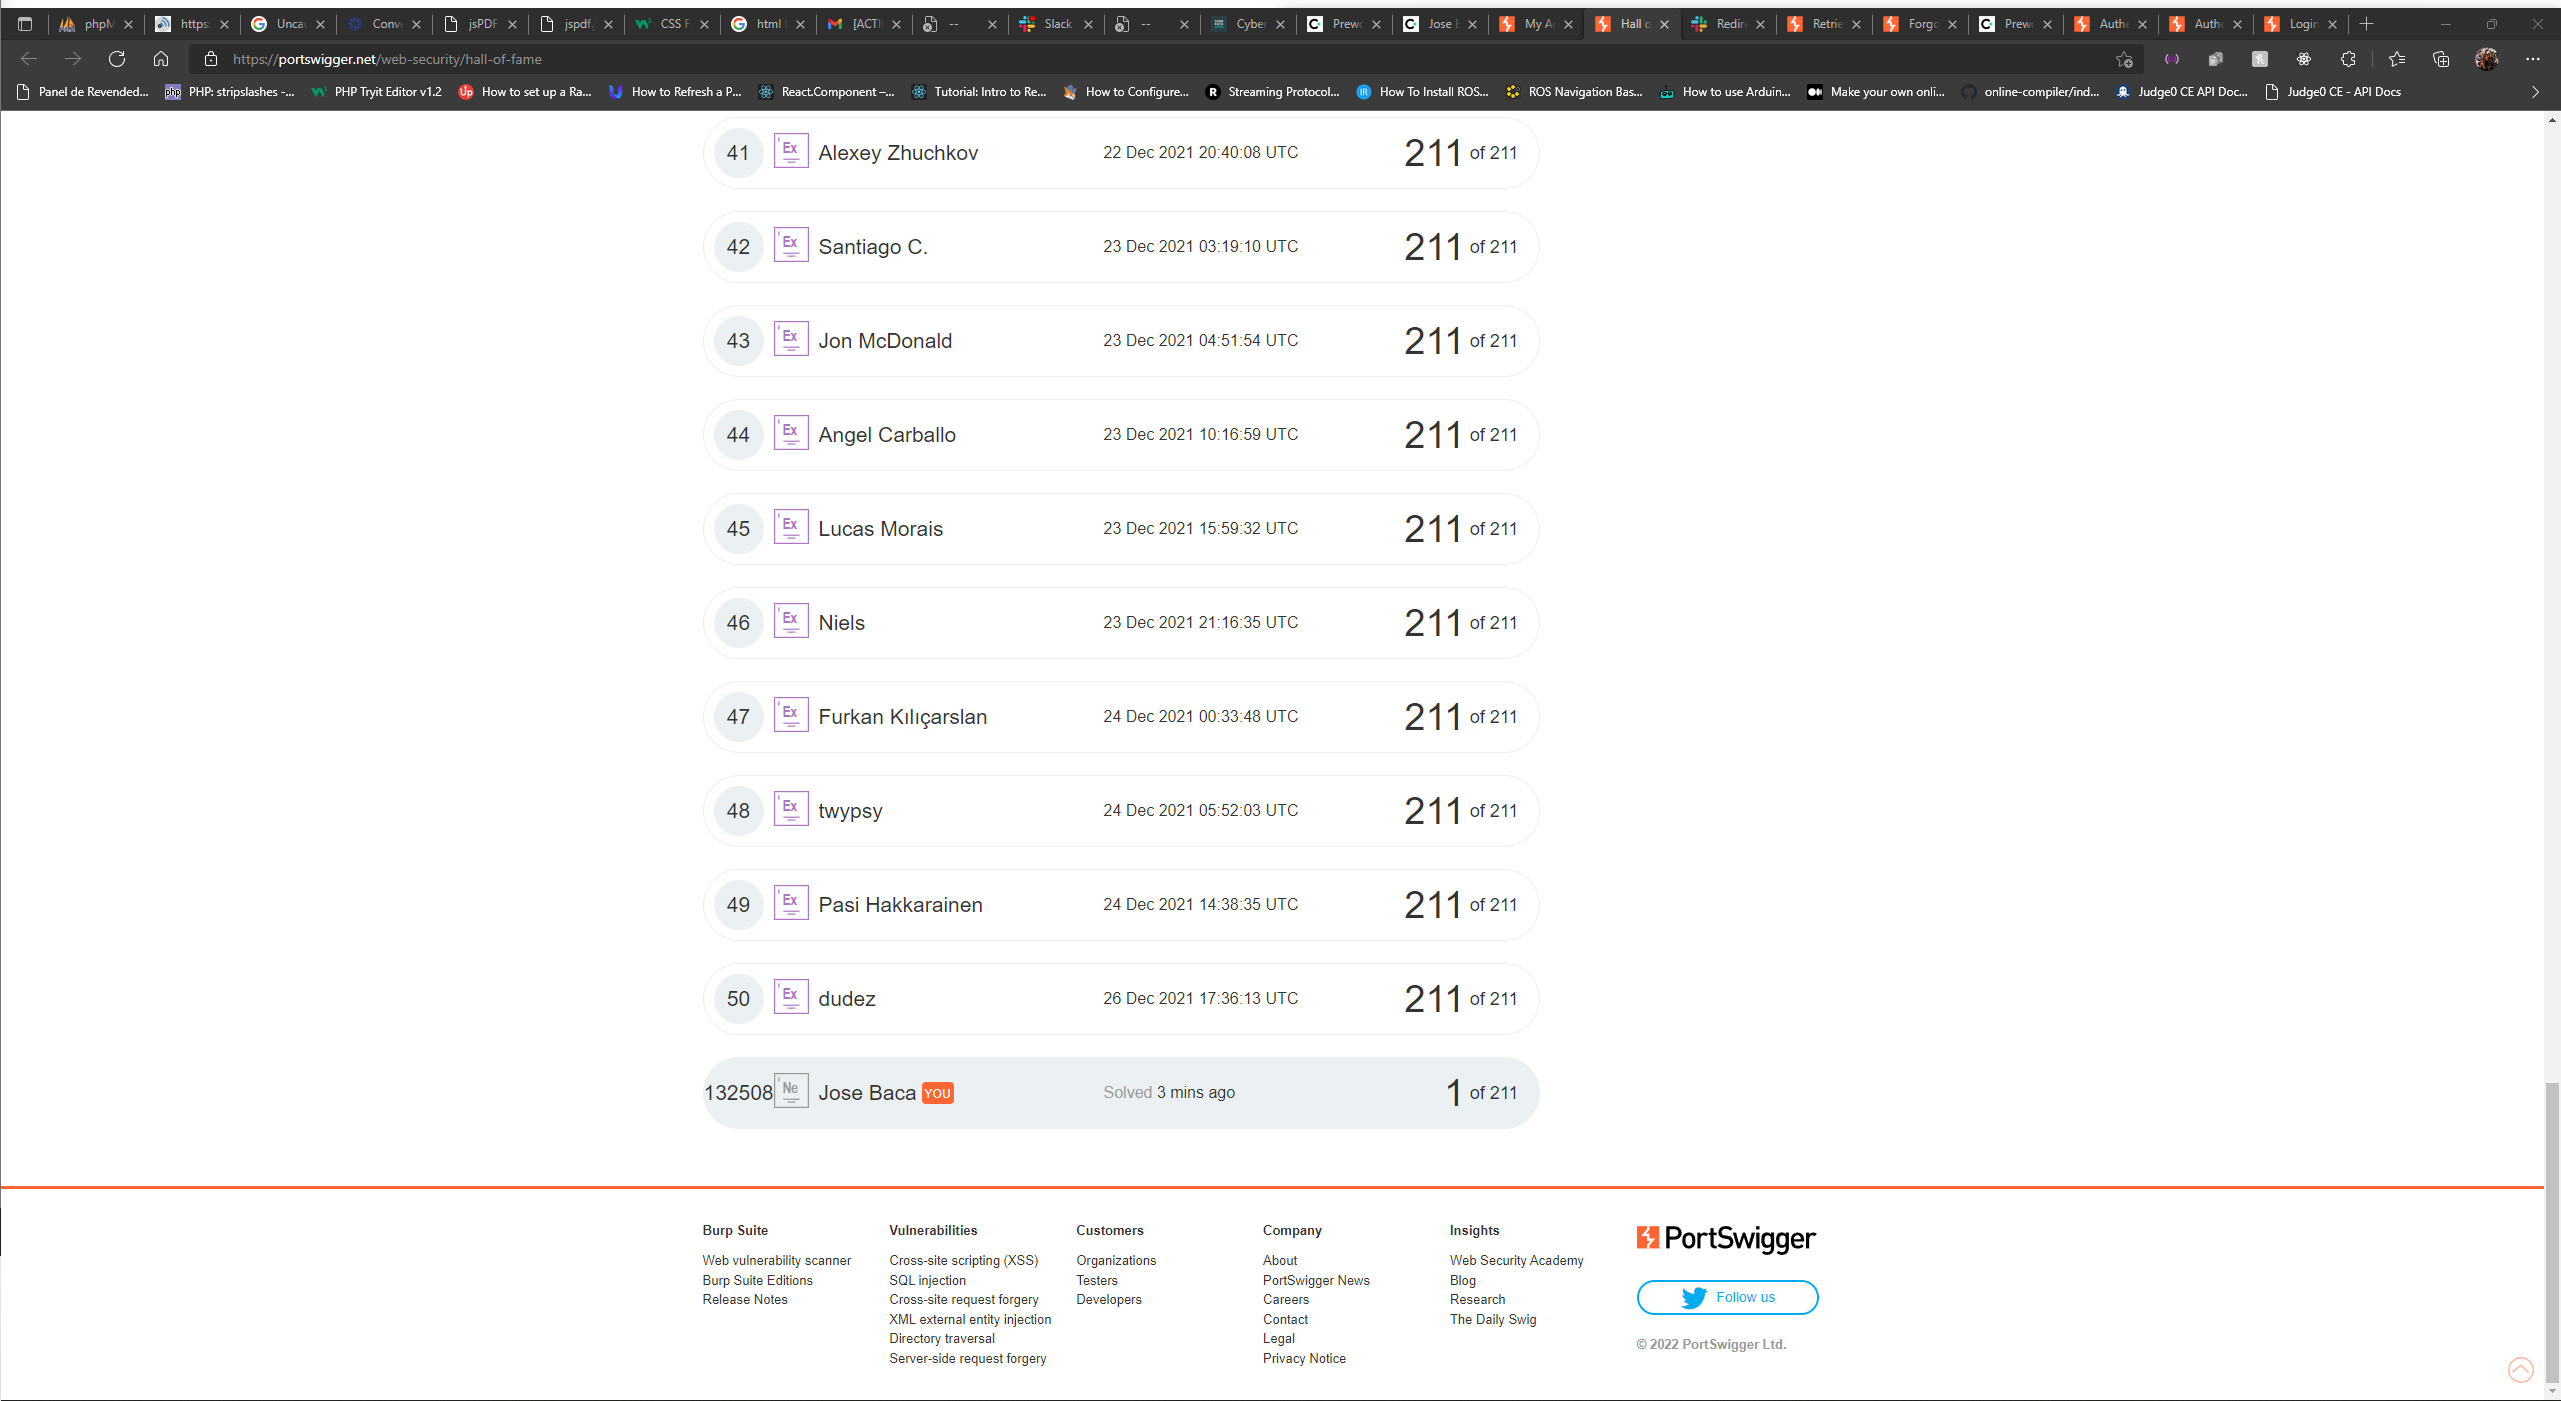 phpM https: Unca Conve jsPDF jspdf. CSS F html t [ACTI -- Slack -- Cyber Prewo Jose B My A Hall o Redire Retrie Forgo Prewo Authe Authe Login
https://portswigger.net/web-security/hall-of-fame
Panel de Revended... PHP: stripslashes -... PHP Tryit Editor v1.2 How to set up a Ra... How to Refresh a P... React.Component –... Tutorial: Intro to Re... How to Configure... Streaming Protocol... How To Install ROS... ROS Navigation Bas... How to use Arduin... Make your own onli... online-compiler/ind... Judge0 CE API Doc... Judge0 CE - API Docs
41 Ex Alexey Zhuchkov 22 Dec 2021 20:40:08 UTC 211 of 211
42 Ex Santiago C. 23 Dec 2021 03:19:10 UTC 211 of 211
43 Ex Jon McDonald 23 Dec 2021 04:51:54 UTC 211 of 211
44 Ex Angel Carballo 23 Dec 2021 10:16:59 UTC 211 of 211
45 Ex Lucas Morais 23 Dec 2021 15:59:32 UTC 211 of 211
46 Ex Niels 23 Dec 2021 21:16:35 UTC 211 of 211
47 Ex Furkan Kılıçarslan 24 Dec 2021 00:33:48 UTC 211 of 211
48 Ex twypsy 24 Dec 2021 05:52:03 UTC 211 of 211
49 Ex Pasi Hakkarainen 24 Dec 2021 14:38:35 UTC 211 of 211
50 Ex dudez 26 Dec 2021 17:36:13 UTC 211 of 211
132508 Ne Jose Baca YOU Solved 3 mins ago 1 of 211
Burp Suite
Web vulnerability scanner
Burp Suite Editions
Release Notes
Vulnerabilities
Cross-site scripting (XSS)
SQL injection
Cross-site request forgery
XML external entity injection
Directory traversal
Server-side request forgery
Customers
Organizations
Testers
Developers
Company
About
PortSwigger News
Careers
Contact
Legal
Privacy Notice
Insights
Web Security Academy
Blog
Research
The Daily Swig
PortSwigger
Follow us
© 2022 PortSwigger Ltd.